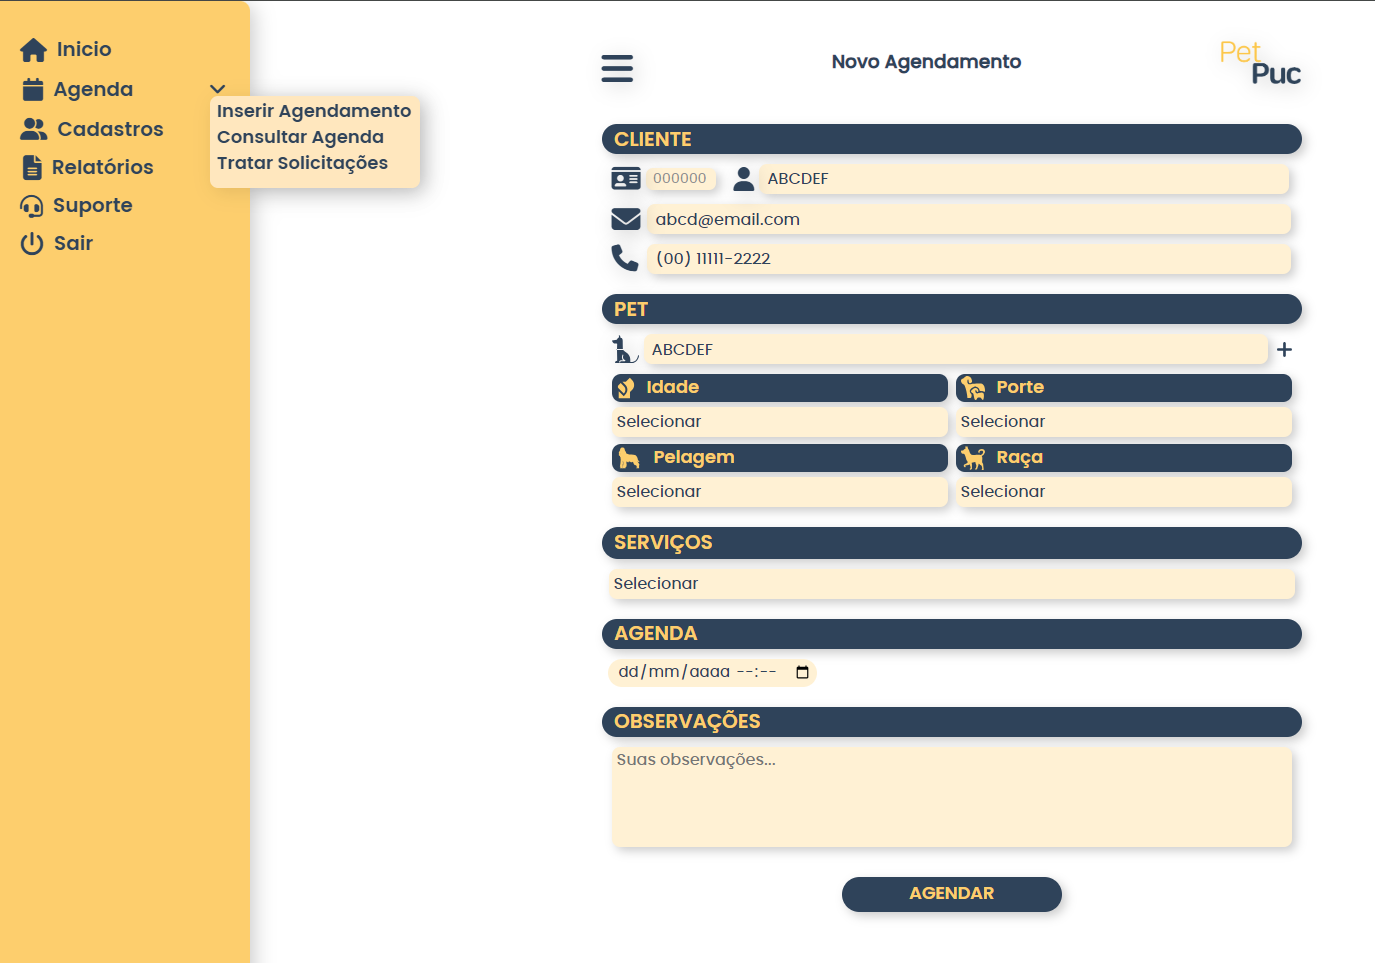 Inicio
Agenda
Inserir Agendamento
Consultar Agenda
Tratar Solicitações
Cadastros
Relatórios
Suporte
Sair
Novo Agendamento
Pet
Puc
CLIENTE
000000 ABCDEF
abcd@email.com
(00) 11111-2222
PET
ABCDEF
Idade Porte
Selecionar Selecionar
Pelagem Raça
Selecionar Selecionar
SERVIÇOS
Selecionar
AGENDA
dd/mm/aaaa --:--
OBSERVAÇÕES
Suas observações...
AGENDAR